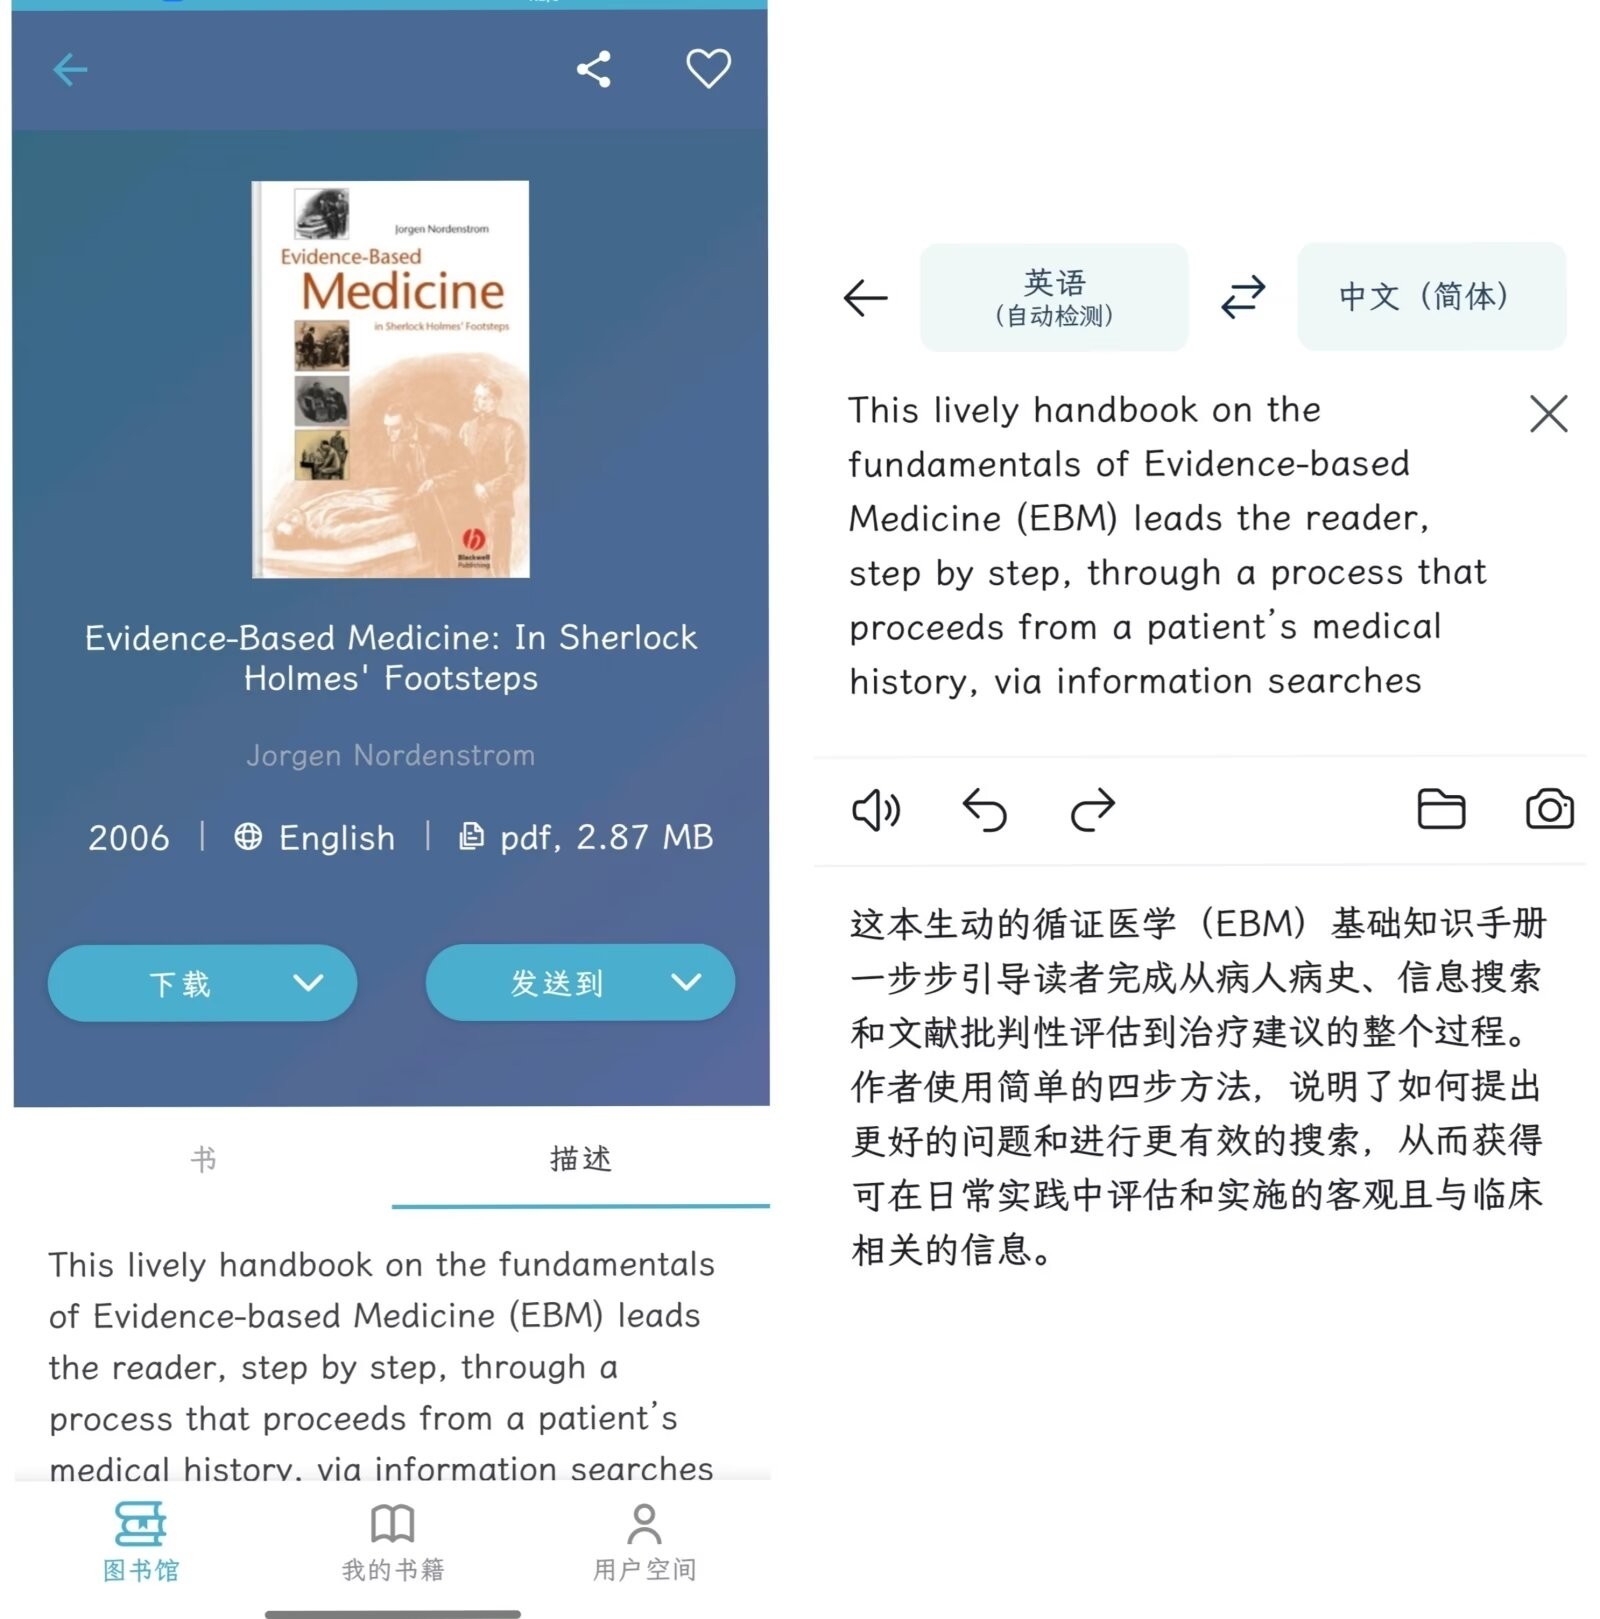 Jorgen Nordenstrom
Evidence-Based
Medicine
in Sherlock Holmes' Footsteps
Blackwell
Publishing
Evidence-Based Medicine: In Sherlock
Holmes' Footsteps
Jorgen Nordenstrom
2006 | English | pdf, 2.87 MB
下载
发送到
书
描述
This lively handbook on the fundamentals
of Evidence-based Medicine (EBM) leads
the reader, step by step, through a
process that proceeds from a patient’s
medical history, via information searches
图书馆
我的书籍
用户空间
英语
(自动检测)
中文（简体）
This lively handbook on the
fundamentals of Evidence-based
Medicine (EBM) leads the reader,
step by step, through a process that
proceeds from a patient’s medical
history, via information searches
这本生动的循证医学（EBM）基础知识手册
一步步引导读者完成从病人病史、信息搜索
和文献批判性评估到治疗建议的整个过程。
作者使用简单的四步方法，说明了如何提出
更好的问题和进行更有效的搜索，从而获得
可在日常实践中评估和实施的客观且与临床
相关的信息。